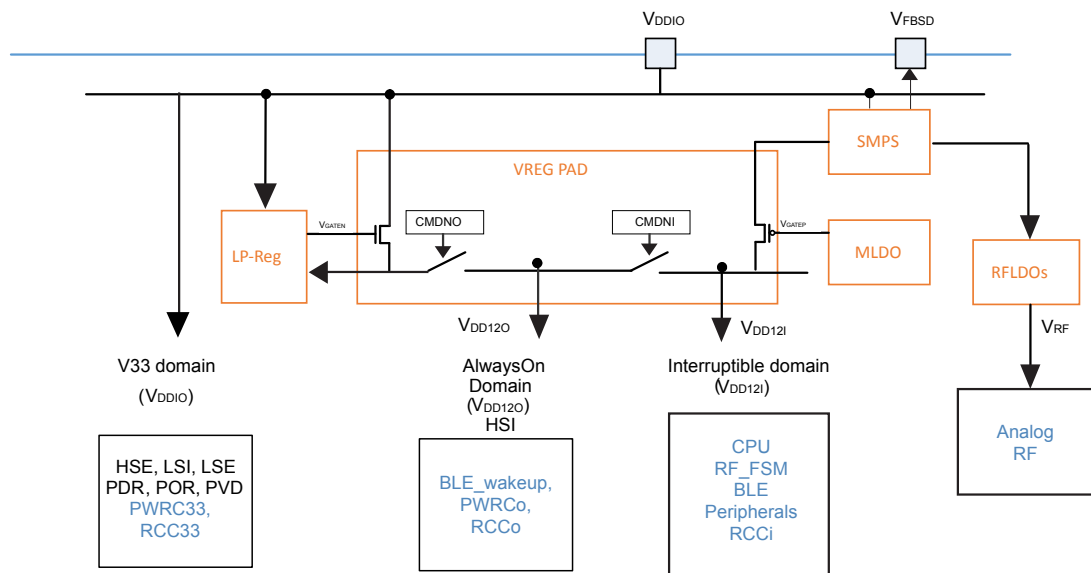 VDDIO
VFBSD
SMPS
VREG PAD
CMDNO
CMDNI
VGATEN
VGATEP
LP-Reg
MLDO
RFLDOs
VDD12O
VDD12I
VRF
V33 domain
(VDDIO)
AlwaysOn
Domain
(VDD12O)
HSI
Interruptible domain
(VDD12I)
HSE, LSI, LSE
PDR, POR, PVD
PWRC33,
RCC33
BLE_wakeup,
PWRCo,
RCCo
CPU
RF_FSM
BLE
Peripherals
RCCi
Analog
RF